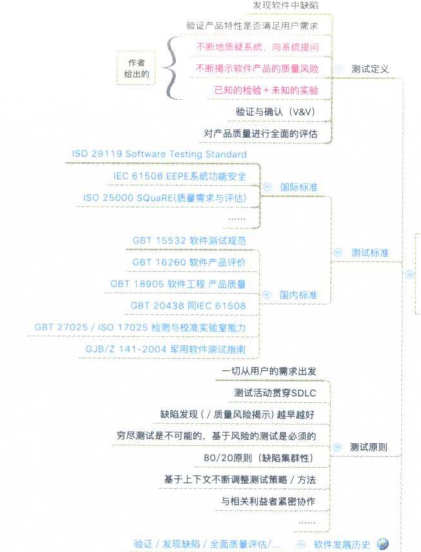 发现软件中缺陷
验证产品特性是否满足用户需求
不断地质疑系统、向系统提问
不断揭示软件产品的质量风险
已知的检验+未知的实验
作者
给出的
验证与确认（V&V）
对产品质量进行全面的评估
测试定义
ISO 29119 Software Testing Standard
IEC 61508 EEPE系统功能安全
ISO 25000 SQuaRE(质量需求与评估)
......
国际标准
GBT 15532 软件测试规范
GBT 16260 软件产品评价
GBT 18905 软件工程 产品质量
GBT 20438 同IEC 61508
GBT 27025 / ISO 17025 检测与校准实验室能力
GJB/Z 141-2004 军用软件测试指南
国内标准
测试标准
一切从用户的需求出发
测试活动贯穿SDLC
缺陷发现（/ 质量风险揭示) 越早越好
穷尽测试是不可能的，基于风险的测试是必须的
80/20原则（缺陷集群性）
基于上下文不断调整测试策略 / 方法
与相关利益者紧密协作
......
测试原则
验证 / 发现缺陷 / 全面质量评估/...
软件发展历史